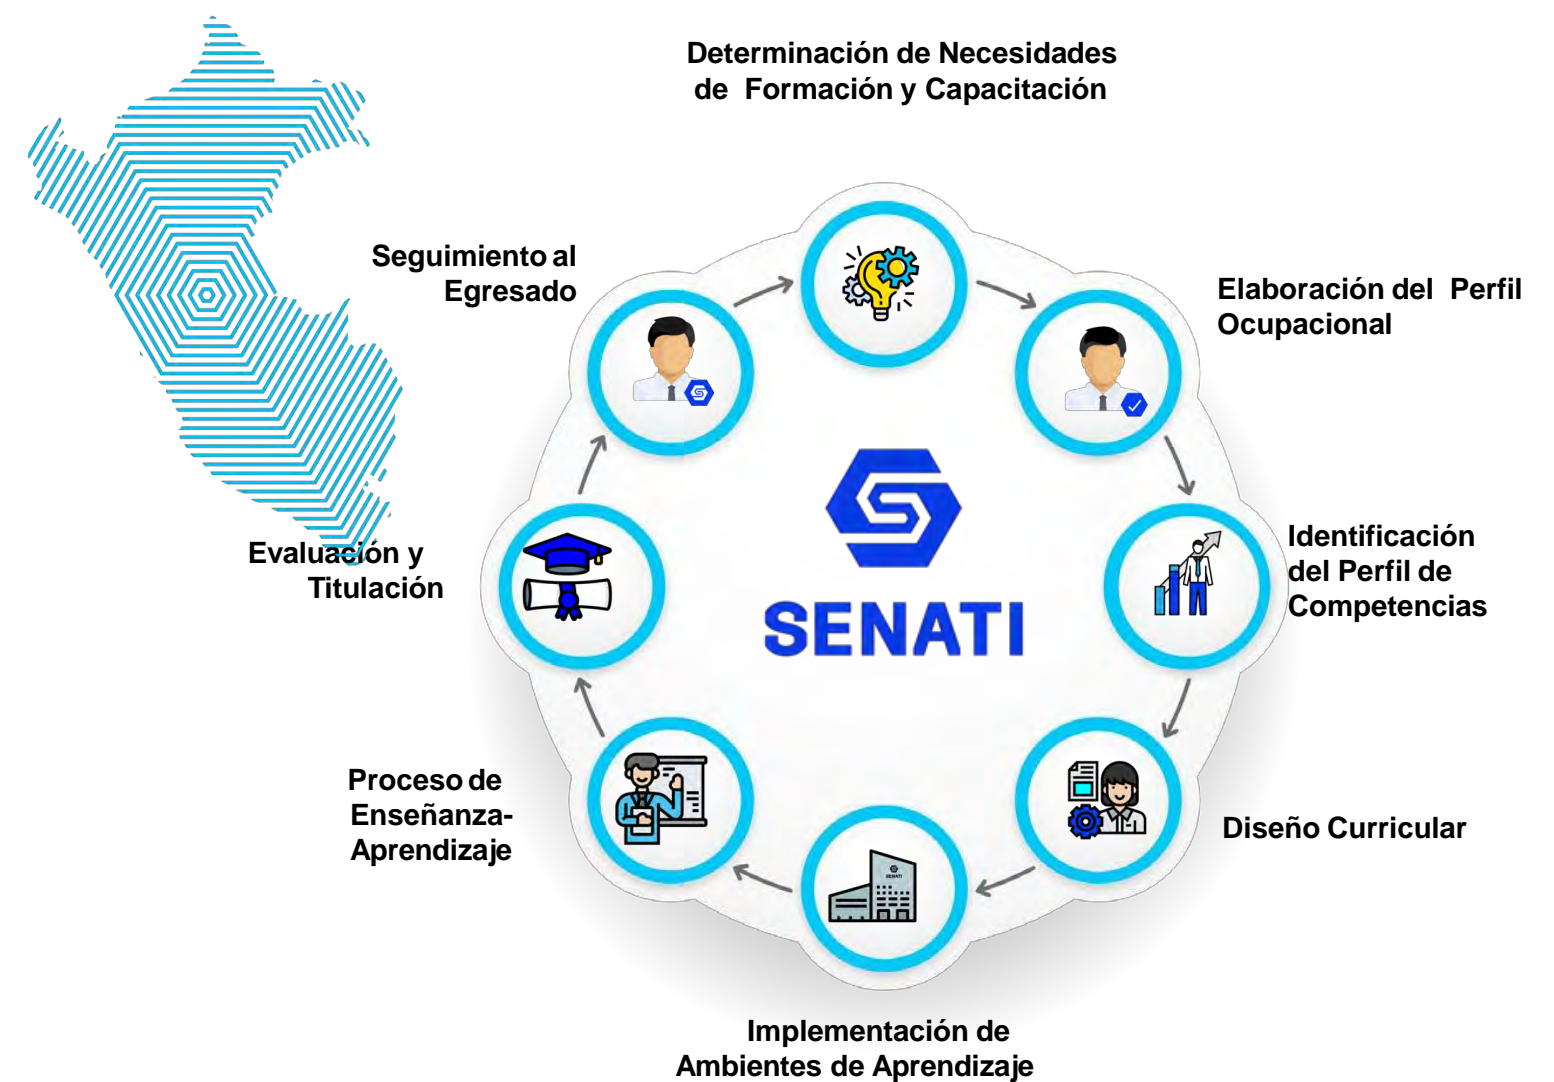 Determinación de Necesidades
de Formación y Capacitación
Seguimiento al
Egresado
Elaboración del Perfil
Ocupacional
Evaluación y
Titulación
Identificación
del Perfil de
Competencias
SENATI
Proceso de
Enseñanza-
Aprendizaje
Diseño Curricular
SENATI
Implementación de
Ambientes de Aprendizaje